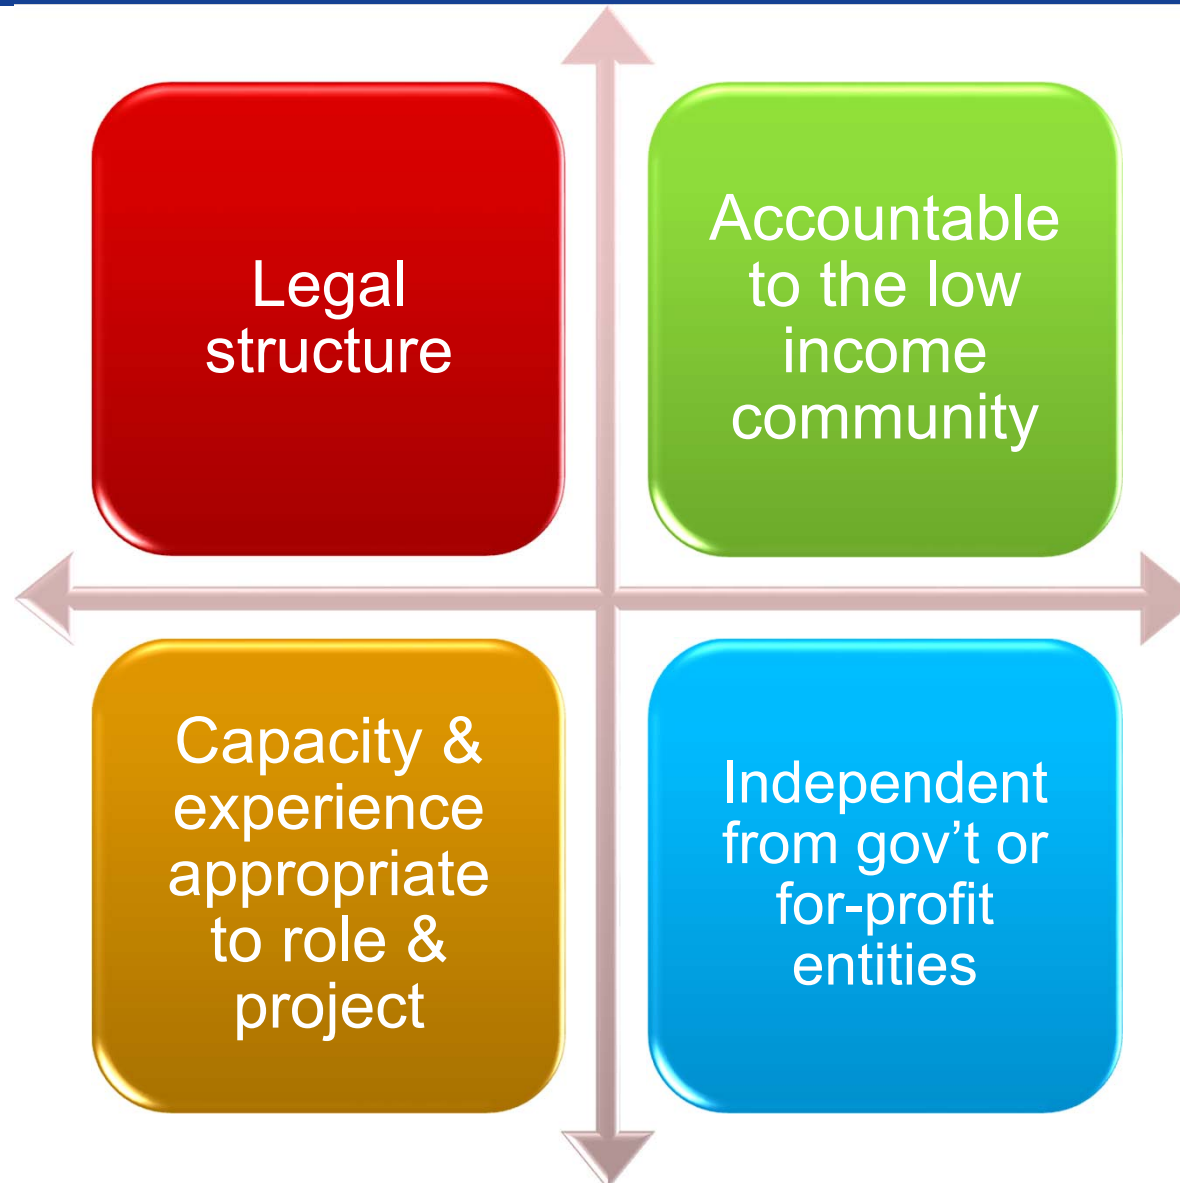 Legal
structure
Accountable
to the low
income
community
Capacity &
experience
appropriate
to role &
project
Independent
from gov’t or
for-profit
entities